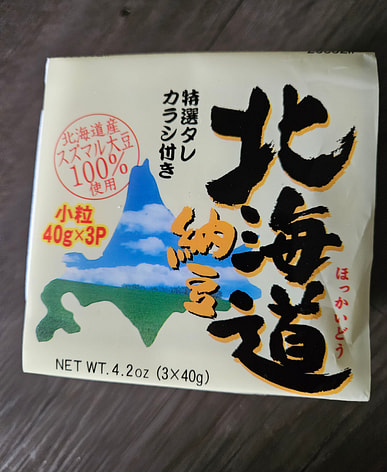 北海道
ほっかいどう
納豆
特選タレ
カラシ付き
北海道産
スズマル大豆
100%
使用
小粒
40g×3P
NET WT. 4.2oz (3×40g)